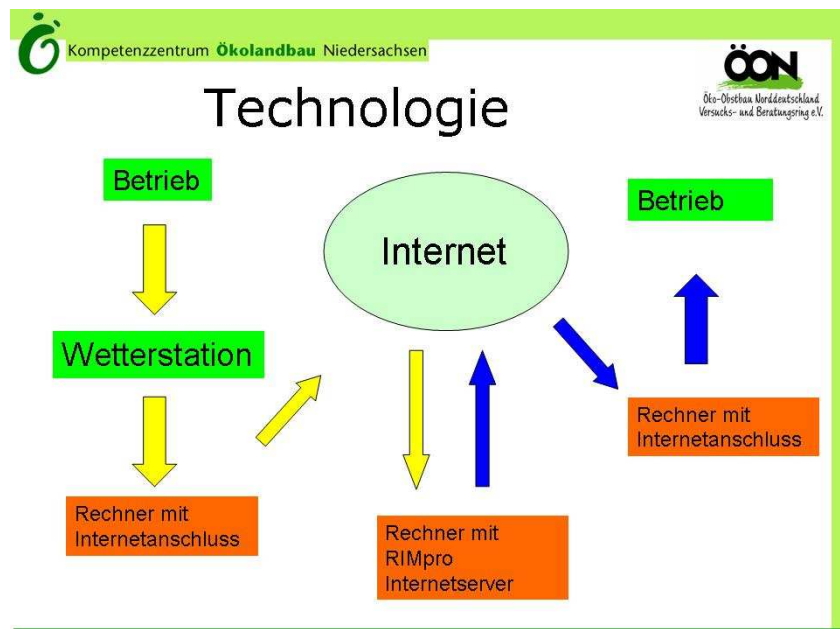 Kompetenzzentrum Ökolandbau Niedersachsen
ÖON
Öko-Obstbau Norddeutschland
Versuchs- und Beratungsring e.V.
Technologie
Betrieb
Internet
Betrieb
Wetterstation
Rechner mit
Internetanschluss
Rechner mit
Internetanschluss
Rechner mit
RIMpro
Internetserver